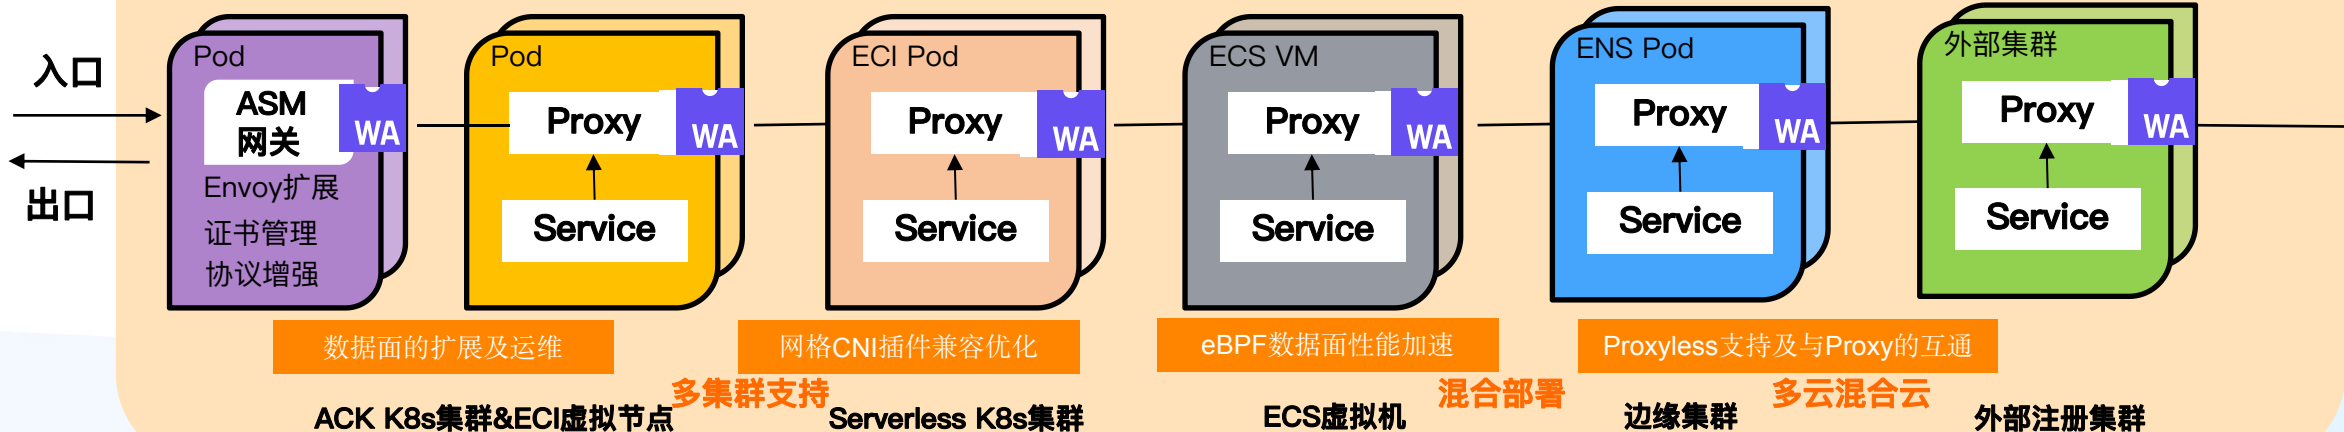 入口
出口
Pod
ASM
网关
WA
Envoy扩展
证书管理
协议增强
Pod
Proxy
WA
Service
ECI Pod
Proxy
WA
Service
ECS VM
Proxy
WA
Service
ENS Pod
Proxy
WA
Service
外部集群
Proxy
WA
Service
数据面的扩展及运维
网格CNI插件兼容优化
eBPF数据面性能加速
Proxyless支持及与Proxy的互通
多集群支持
混合部署
多云混合云
ACK K8s集群&ECI虚拟节点
Serverless K8s集群
ECS虚拟机
边缘集群
外部注册集群